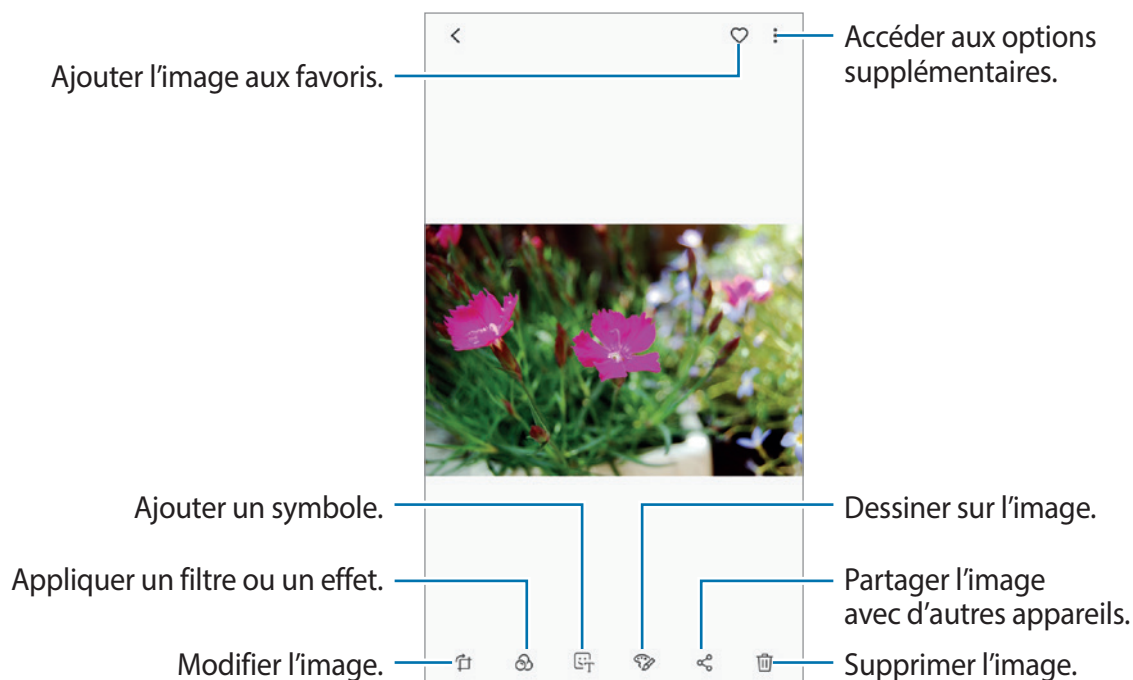 Ajouter l'image aux favoris.
Accéder aux options
supplémentaires.
Ajouter un symbole.
Dessiner sur l'image.
Appliquer un filtre ou un effet.
Partager l'image
avec d'autres appareils.
Modifier l'image.
Supprimer l'image.